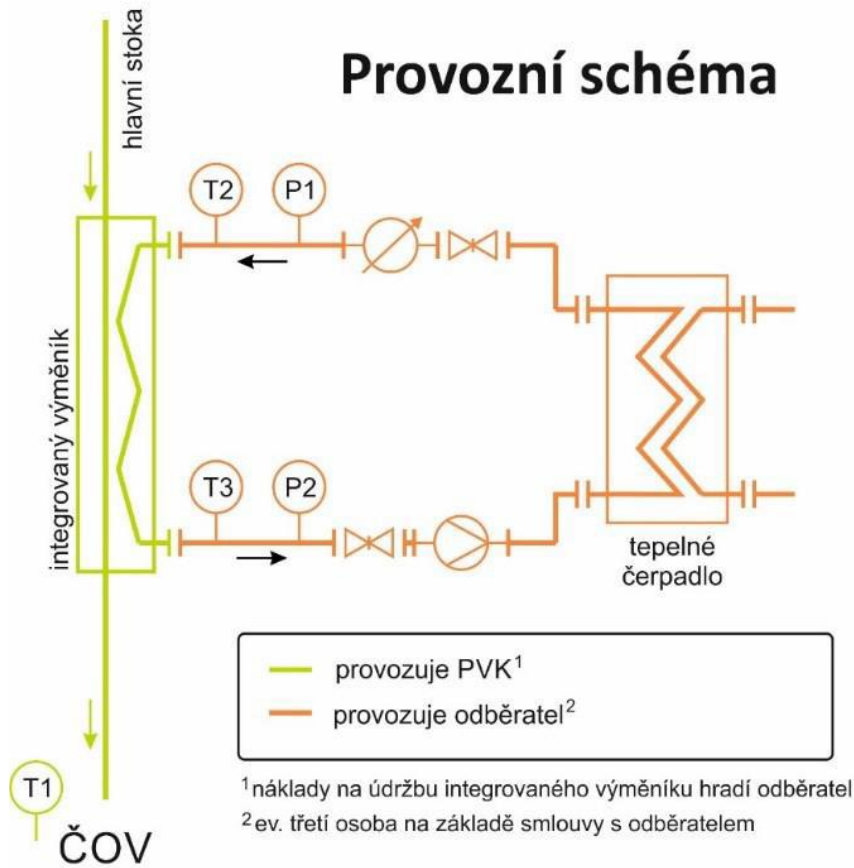 Provozní schéma
hlavní stoka
T2
P1
integrovaný výměník
T3
P2
tepelné
čerpadlo
provozuje PVK¹
provozuje odběratel²
T1
ČOV
¹náklady na údržbu integrovaného výměníku hradí odběratel
²ev. třetí osoba na základě smlouvy s odběratelem